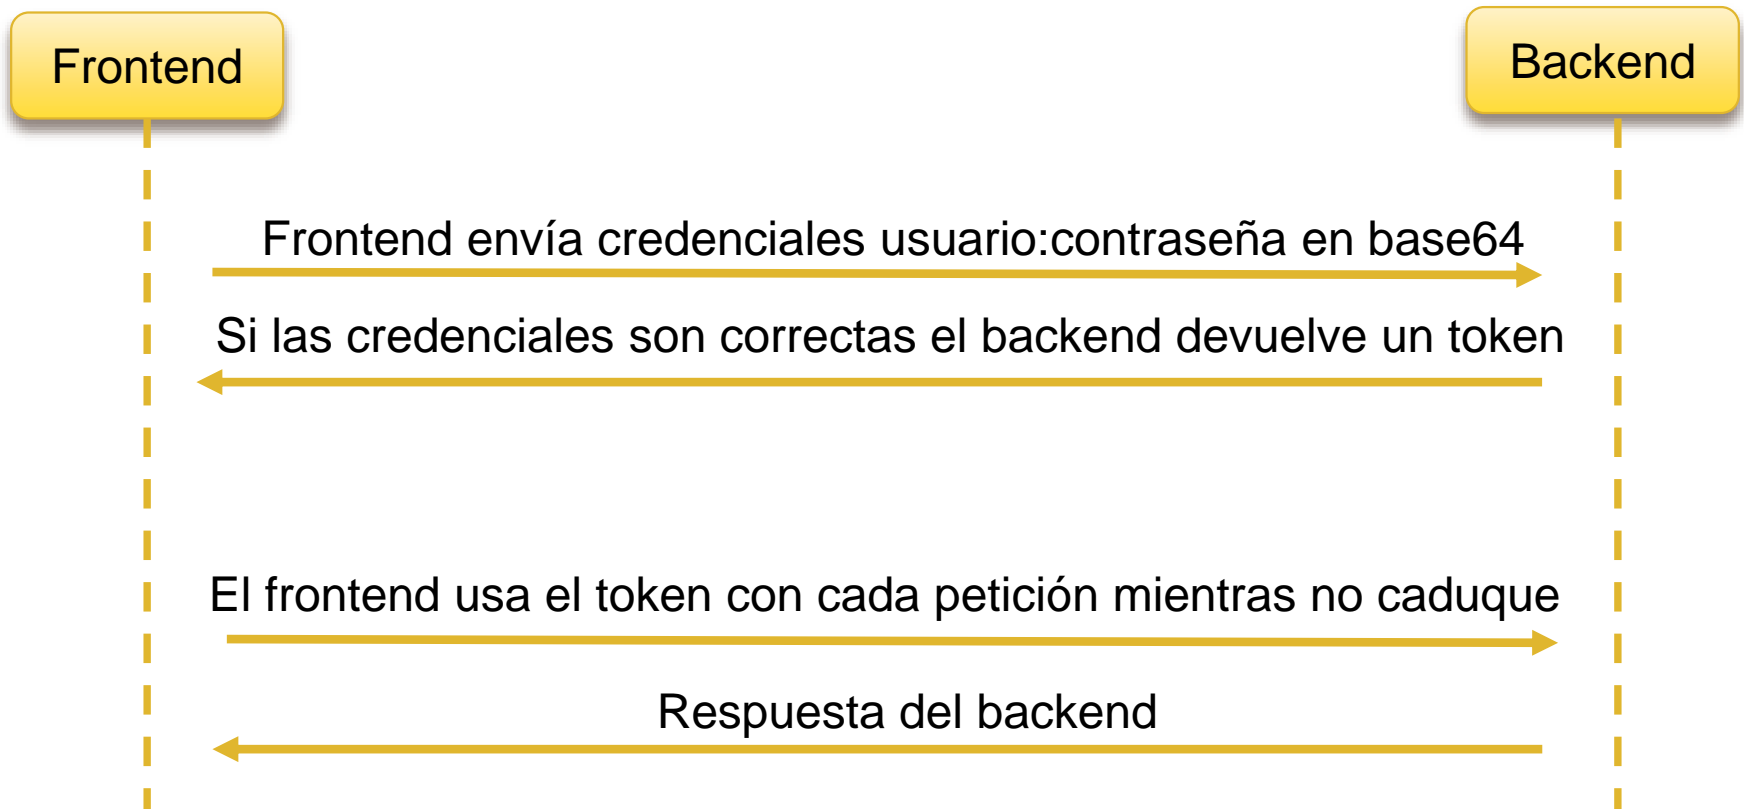 Frontend
Backend
Frontend envía credenciales usuario:contraseña en base64
Si las credenciales son correctas el backend devuelve un token
El frontend usa el token con cada petición mientras no caduque
Respuesta del backend